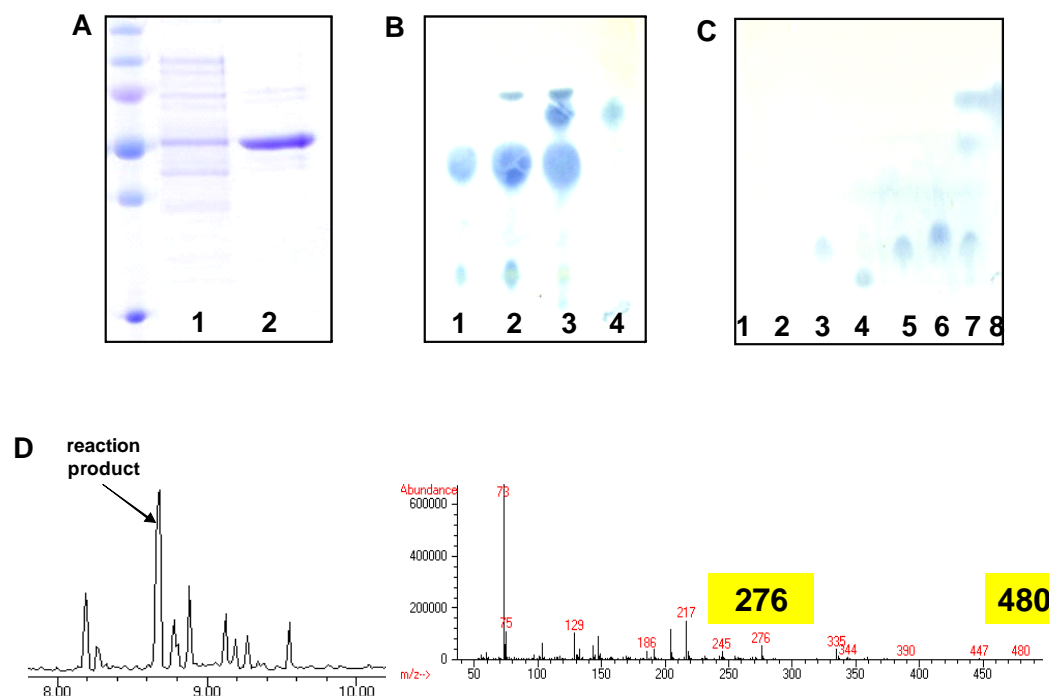 A
B
C
1 2
1 2 3 4
1 2 3 4 5 6 7 8
D
reaction
product
8.00 9.00 10.00
Abundance
600000
400000
200000
0
m/z-->
73
75
129
186
217
245
276
335
344
390
447
480
276
480
50 100 150 200 250 300 350 400 450